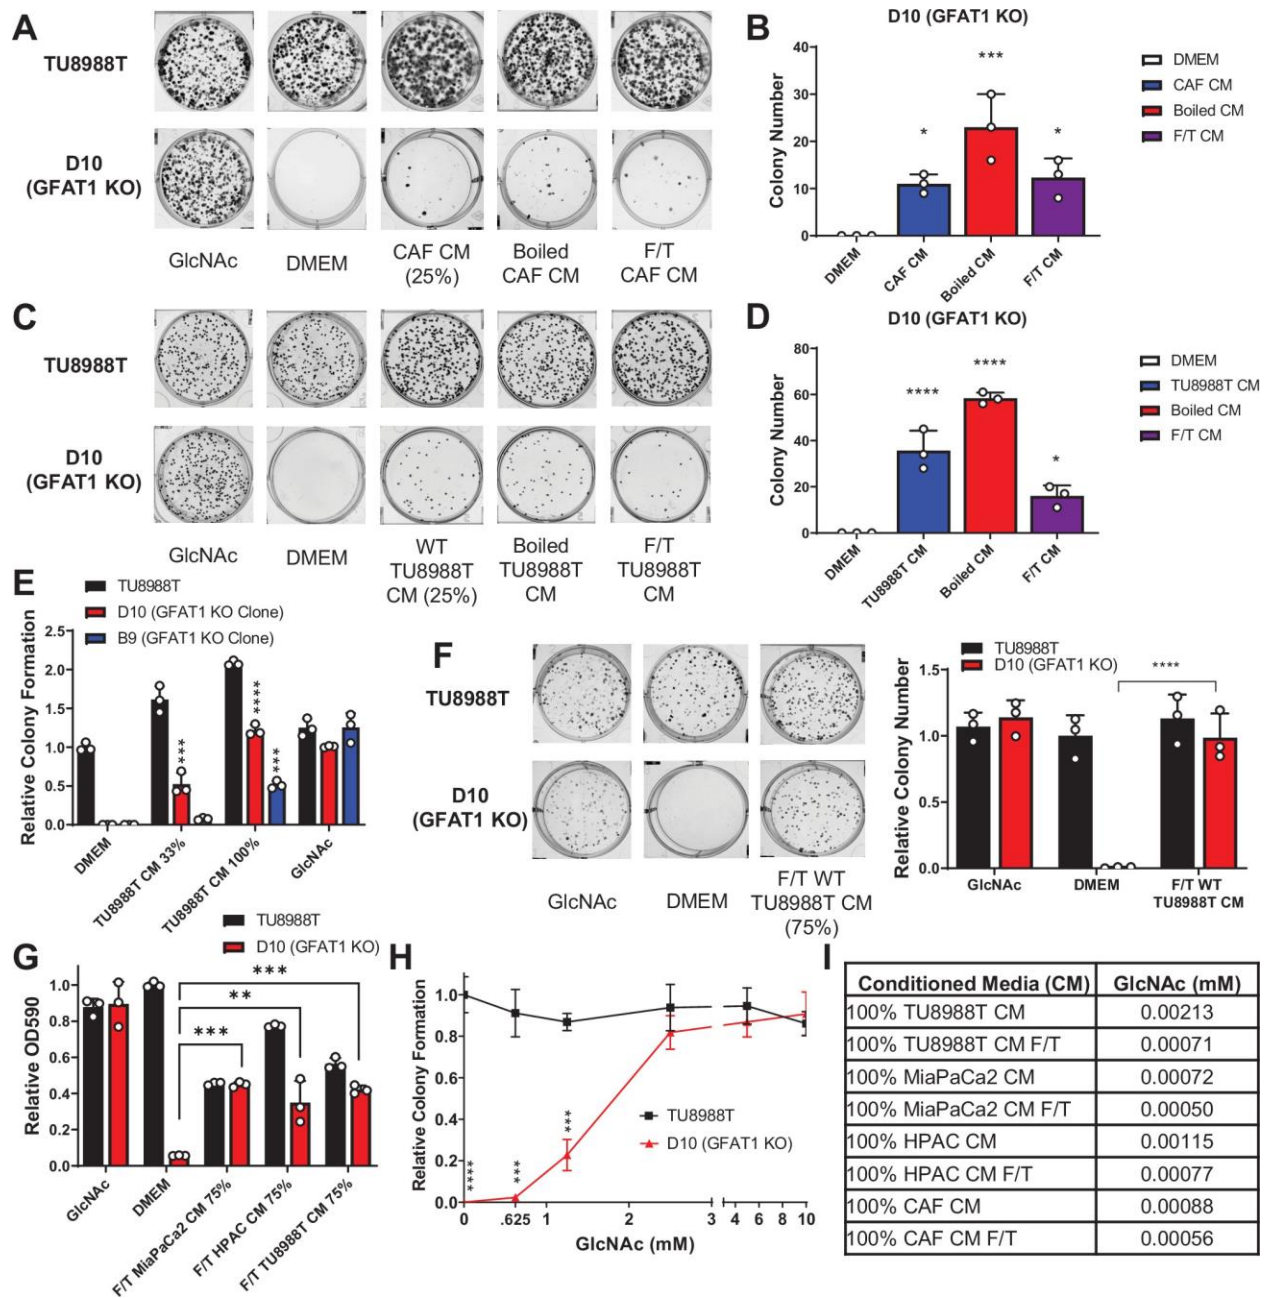 A
TU8988T
D10
(GFAT1 KO)
GlcNAc
DMEM
CAF CM
(25%)
Boiled
CAF CM
F/T
CAF CM
B
D10 (GFAT1 KO)
Colony Number
40
30
20
10
0
*
***
*
DMEM
CAF CM
Boiled CM
F/T CM
DMEM
CAF CM
Boiled CM
F/T CM
C
TU8988T
D10
(GFAT1 KO)
GlcNAc
DMEM
WT
TU8988T
CM (25%)
Boiled
TU8988T
CM
F/T
TU8988T
CM
D
D10 (GFAT1 KO)
Colony Number
80
60
40
20
0
****
****
*
DMEM
TU8988T CM
Boiled CM
F/T CM
DMEM
TU8988T CM
Boiled CM
F/T CM
E
TU8988T
D10 (GFAT1 KO Clone)
B9 (GFAT1 KO Clone)
Relative Colony Formation
2.5
2.0
1.5
1.0
0.5
0.0
***
****
***
DMEM
TU8988T CM 33%
TU8988T CM 100%
GlcNAc
F
TU8988T
D10
(GFAT1 KO)
GlcNAc
DMEM
F/T WT
TU8988T CM
(75%)
TU8988T
D10 (GFAT1 KO)
Relative Colony Number
1.5
1.0
0.5
0.0
****
GlcNAc
DMEM
F/T WT
TU8988T CM
G
TU8988T
D10 (GFAT1 KO)
Relative OD590
1.0
0.8
0.6
0.4
0.2
0.0
***
**
***
GlcNAc
DMEM
F/T MiaPaCa2 CM 75%
F/T HPAC CM 75%
F/T TU8988T CM 75%
H
Relative Colony Formation
1.0
0.8
0.6
0.4
0.2
0.0
****
***
***
TU8988T
D10 (GFAT1 KO)
0 .625 1 2 3 4 6 8 10
GlcNAc (mM)
I
Conditioned Media (CM) GlcNAc (mM)
100% TU8988T CM 0.00213
100% TU8988T CM F/T 0.00071
100% MiaPaCa2 CM 0.00072
100% MiaPaCa2 CM F/T 0.00050
100% HPAC CM 0.00115
100% HPAC CM F/T 0.00077
100% CAF CM 0.00088
100% CAF CM F/T 0.00056